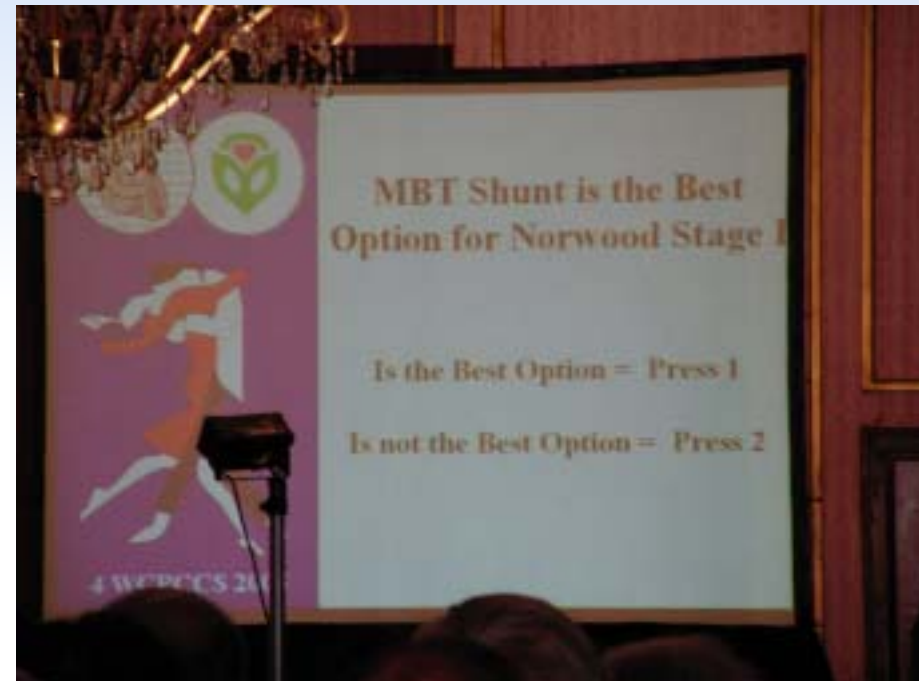 MBT Shunt is the Best
Option for Norwood Stage I
Is the Best Option = Press 1
Is not the Best Option = Press 2
4 WCPCCS